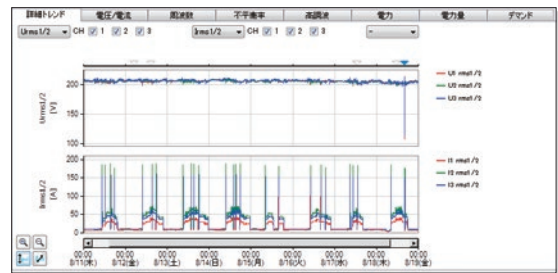 詳細トレンド 電圧/電流 周波数 不平衡率 高調波 電力 電力量 デマンド
Urms1/2 CH 1 2 3 Irms1/2 CH 1 2 3 -
200
150
100
Urms1/2
[V]
U1 rms1/2
U2 rms1/2
U3 rms1/2
200
150
100
50
0
Irms1/2
[A]
I1 rms1/2
I2 rms1/2
I3 rms1/2
00:00 00:00 00:00 00:00 00:00 00:00 00:00 00:00 00:00
8/11(木) 8/12(金) 8/13(土) 8/14(日) 8/15(月) 8/16(火) 8/17(水) 8/18(木) 8/19(金)